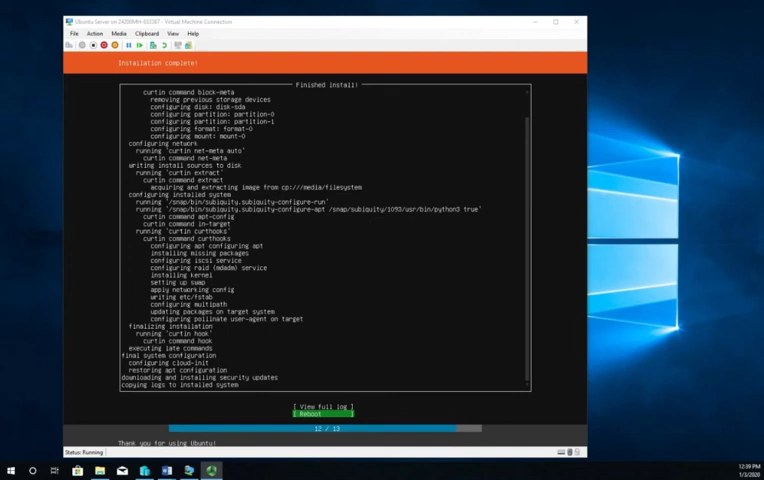 Ubuntu Server on 24200MH-033387 - Virtual Machine Connection
File Action Media Clipboard View Help
Installation complete!
Finished install!
curtin command block-meta
removing previous storage devices
configuring disk: disk-sda
configuring partition: partition-0
configuring partition: partition-1
configuring format: format-0
configuring mount: mount-0
configuring network
running 'curtin net-meta auto'
curtin command net-meta
writing install sources to disk
running 'curtin extract'
curtin command extract
acquiring and extracting image from cp:///media/filesystem
configuring installed system
running '/snap/bin/subiquity.subiquity-configure-run'
running '/snap/bin/subiquity.subiquity-configure-apt /snap/subiquity/1093/usr/bin/python3 true'
curtin command apt-config
curtin command in-target
running 'curtin curthooks'
curtin command curthooks
configuring apt configuring apt
installing missing packages
configuring iscsi service
configuring raid (mdadm) service
installing kernel
setting up swap
apply networking config
writing etc/fstab
configuring multipath
updating packages on target system
configuring pollinate user-agent on target
finalizing installation
running 'curtin hook'
curtin command hook
executing late commands
final system configuration
configuring cloud-init
restoring apt configuration
downloading and installing security updates
copying logs to installed system
[ View full log ]
[ Reboot ]
12 / 13
Thank you for using Ubuntu!
Status: Running
12:39 PM
1/3/2020